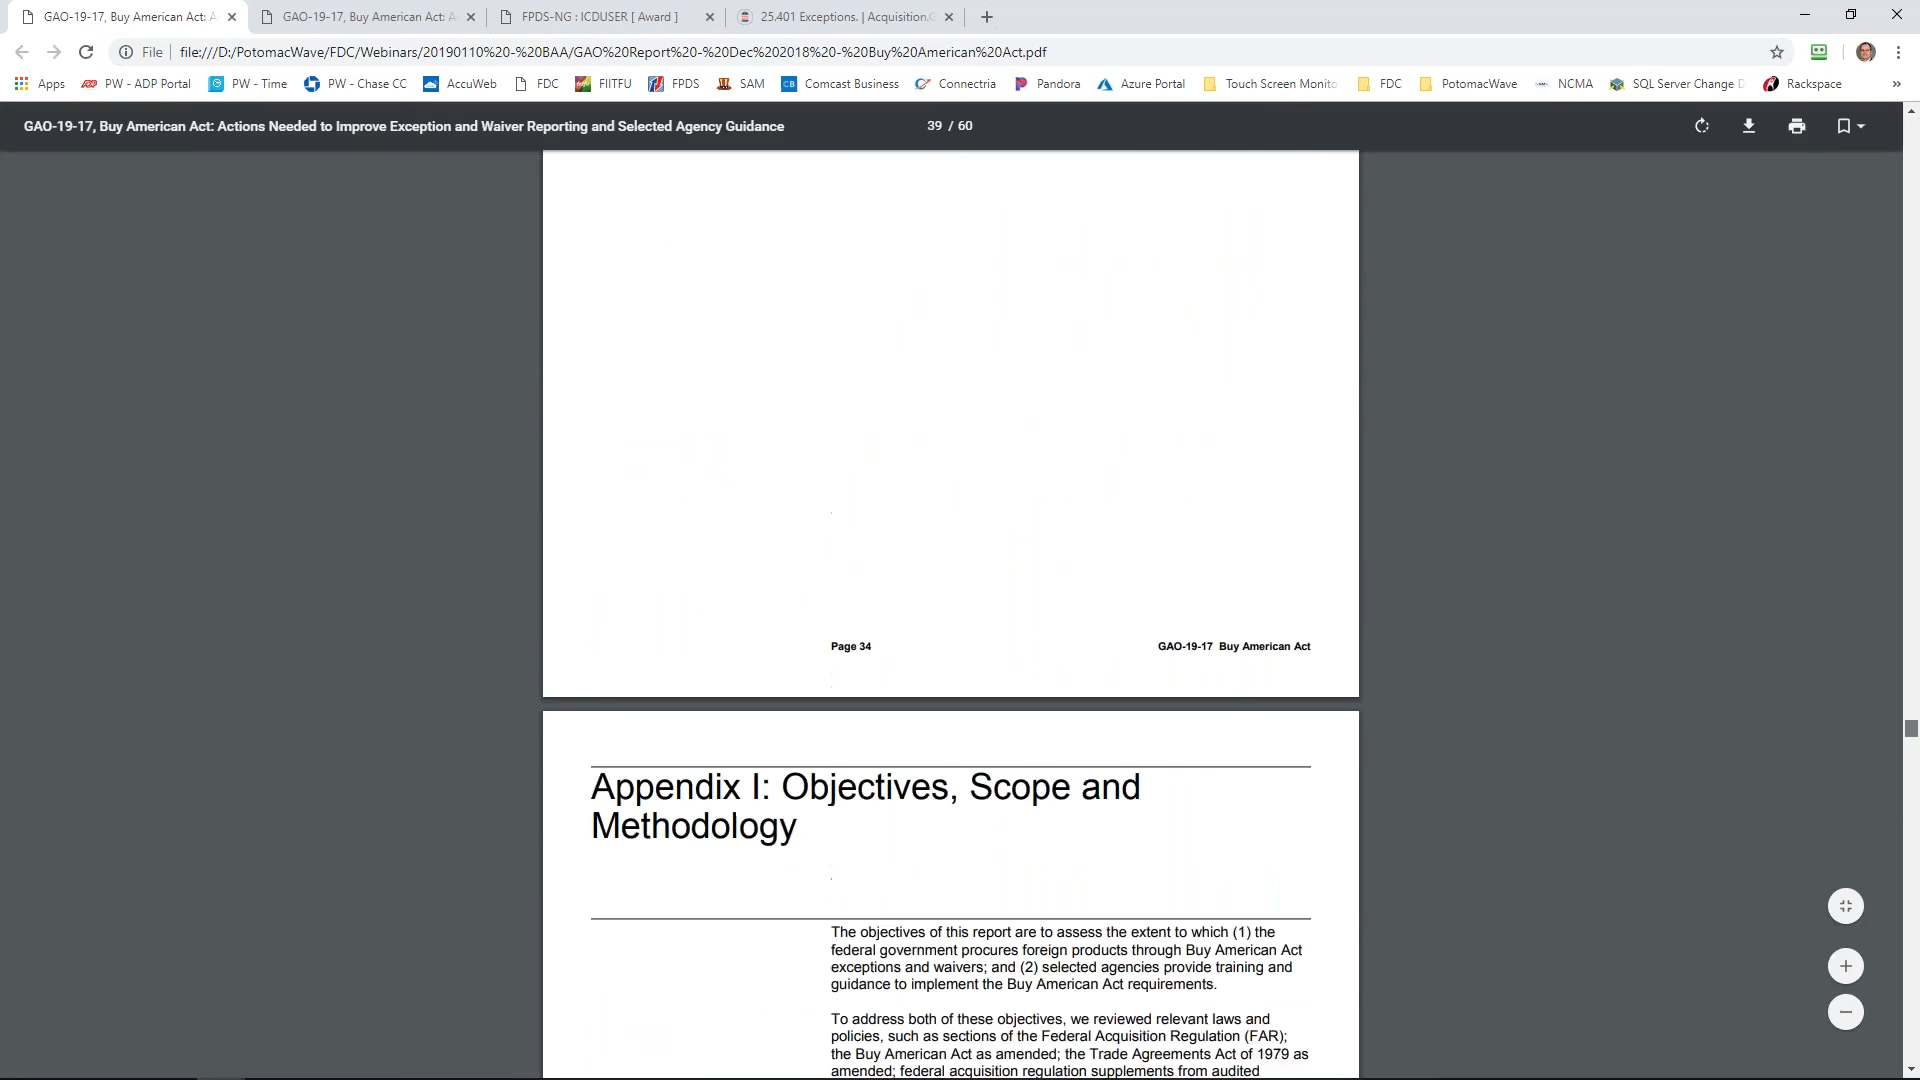 GAO-19-17, Buy American Act: A
GAO-19-17, Buy American Act: A
FPDS-NG : ICDUSER [ Award ]
25.401 Exceptions. | Acquisition.G
File
file:///D:/PotomacWave/FDC/Webinars/20190110%20-%20BAA/GAO%20Report%20-%20Dec%202018%20-%20Buy%20American%20Act.pdf
Apps
PW - ADP Portal
PW - Time
PW - Chase CC
AccuWeb
FDC
FIITFU
FPDS
SAM
CB
Comcast Business
Connectria
Pandora
Azure Portal
Touch Screen Monito
FDC
PotomacWave
NCMA
SQL Server Change D
Rackspace
GAO-19-17, Buy American Act: Actions Needed to Improve Exception and Waiver Reporting and Selected Agency Guidance
39 / 60
Page 34
GAO-19-17 Buy American Act
Appendix I: Objectives, Scope and
Methodology
The objectives of this report are to assess the extent to which (1) the
federal government procures foreign products through Buy American Act
exceptions and waivers; and (2) selected agencies provide training and
guidance to implement the Buy American Act requirements.
To address both of these objectives, we reviewed relevant laws and
policies, such as sections of the Federal Acquisition Regulation (FAR);
the Buy American Act as amended; the Trade Agreements Act of 1979 as
amended; federal acquisition regulation supplements from audited